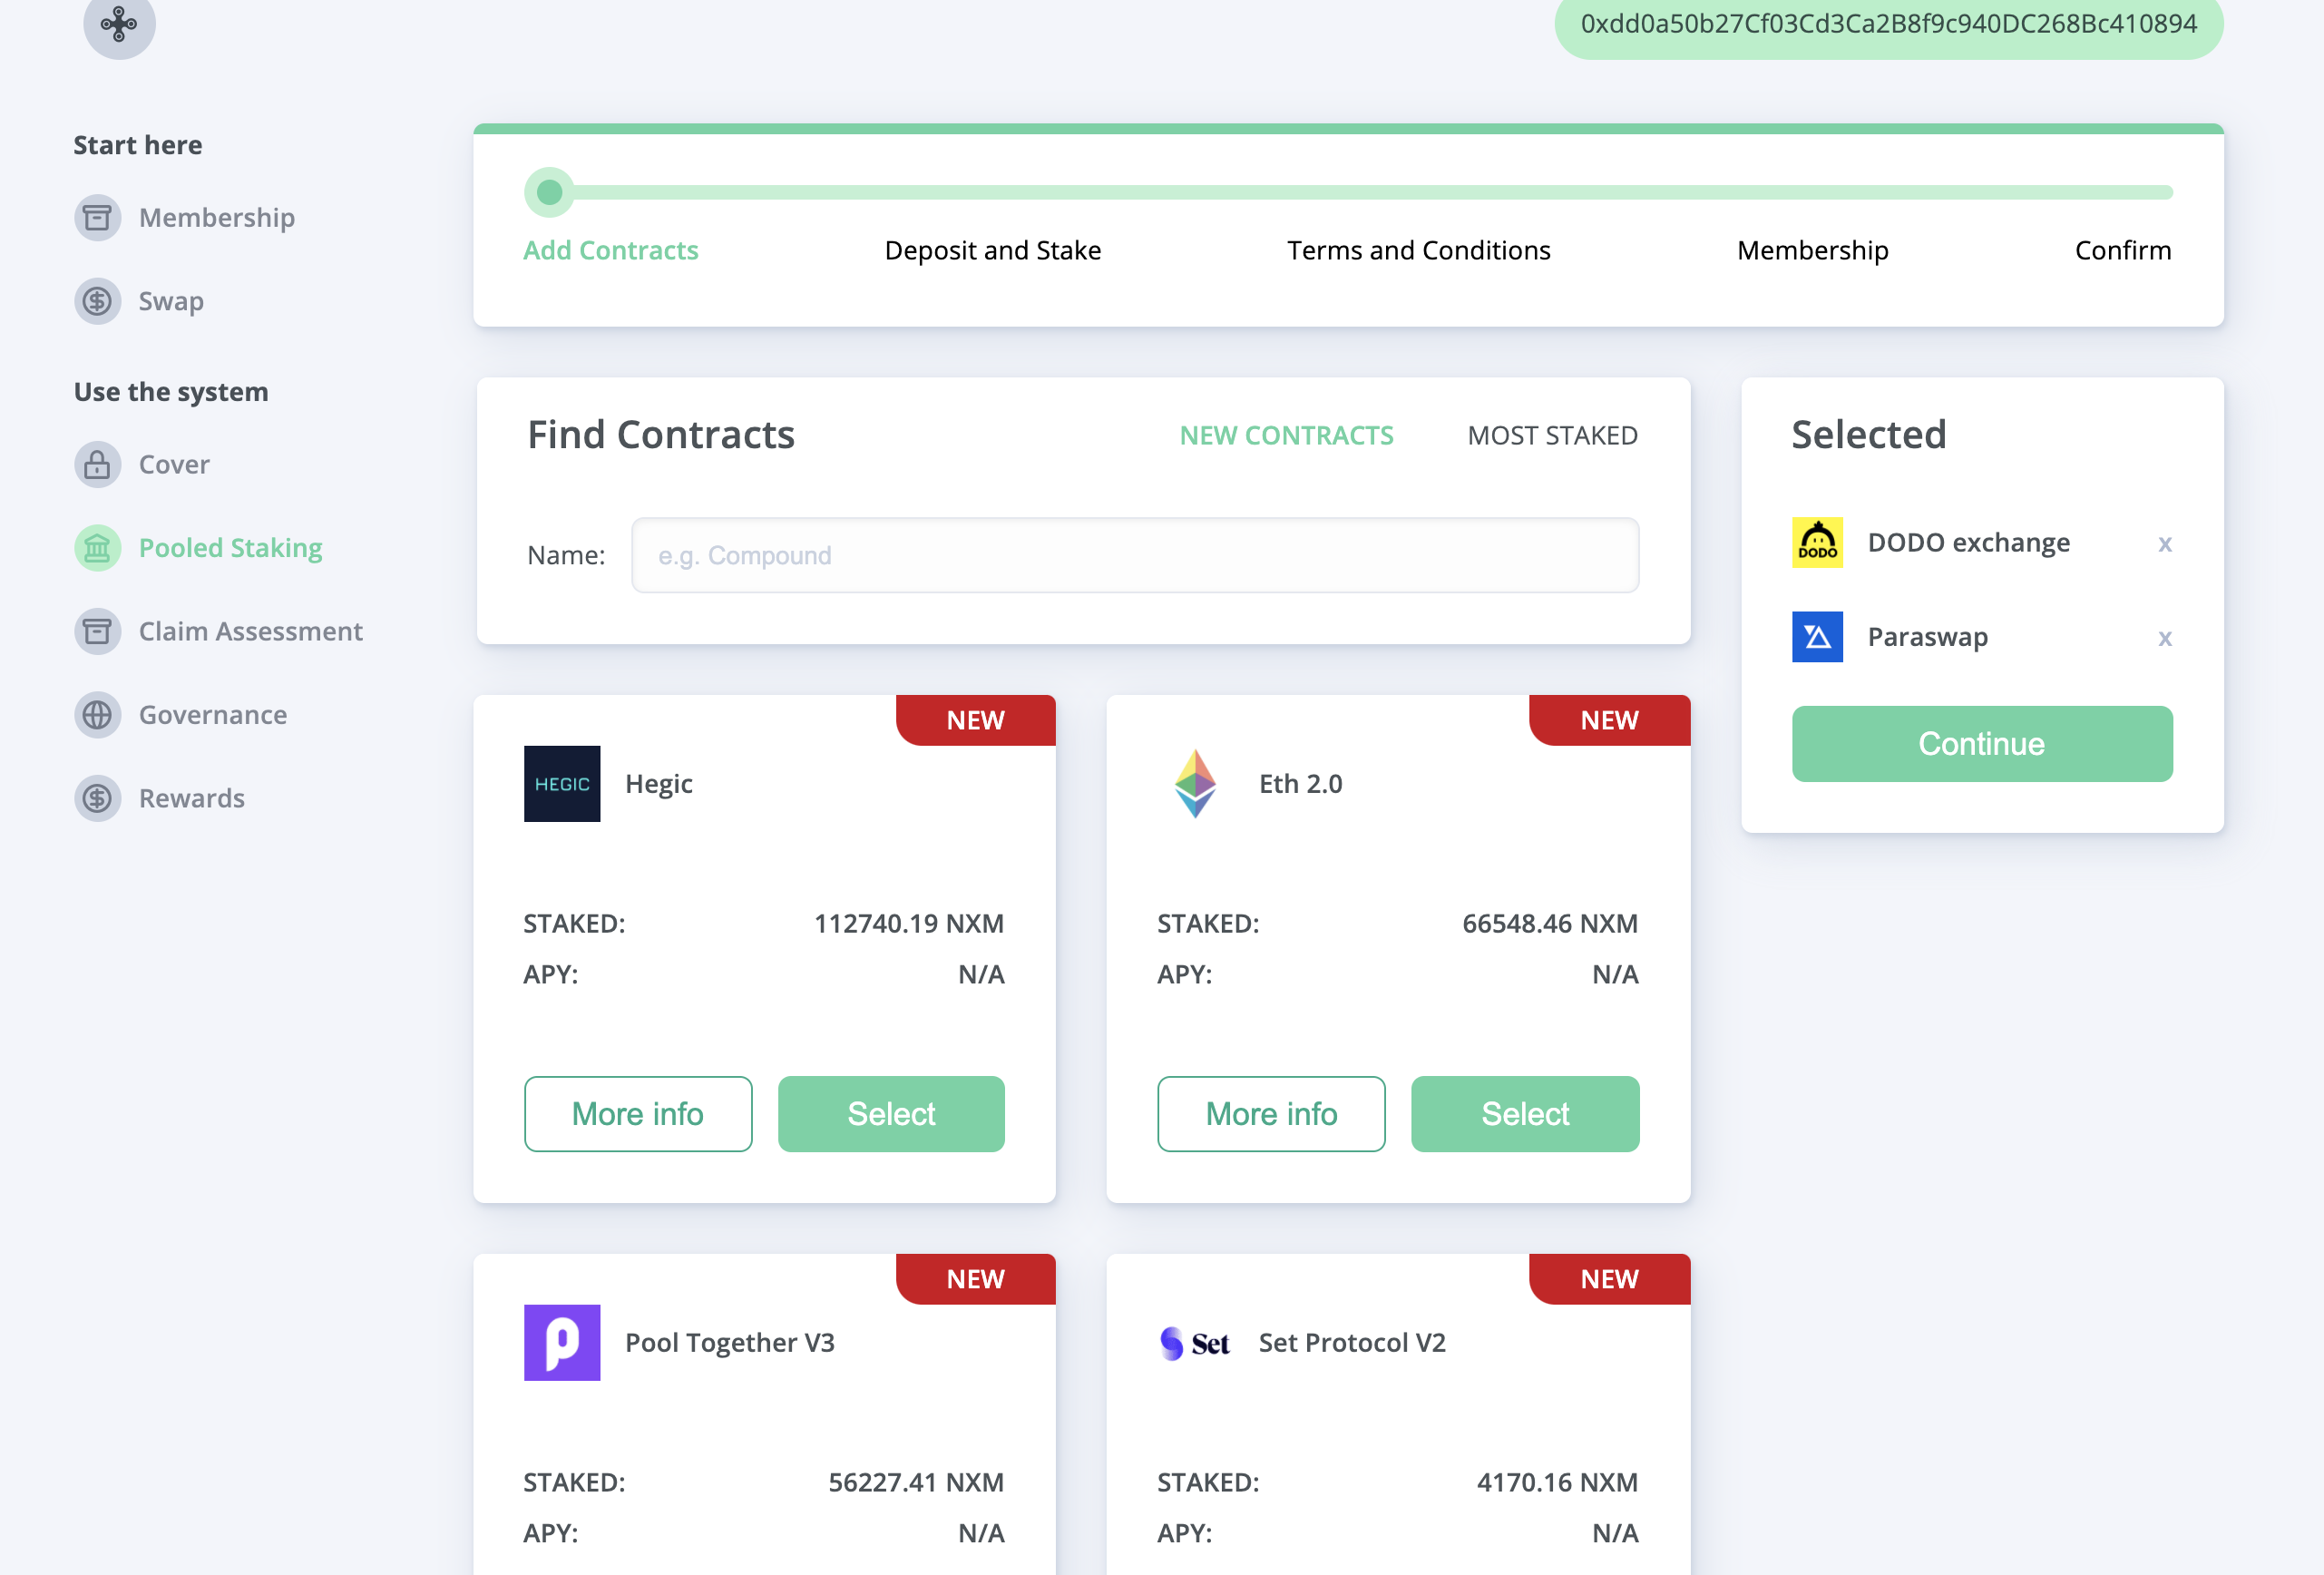 0xdd0a50b27Cf03Cd3Ca2B8f9c940DC268Bc410894
Start here
Membership
Swap
Use the system
Cover
Pooled Staking
Claim Assessment
Governance
Rewards
Add Contracts Deposit and Stake Terms and Conditions Membership Confirm
Find Contracts NEW CONTRACTS MOST STAKED
Name: e.g. Compound
Selected
DODO DODO exchange x
Paraswap x
Continue
NEW
HEGIC Hegic
STAKED: 112740.19 NXM
APY: N/A
More info Select
NEW
Eth 2.0
STAKED: 66548.46 NXM
APY: N/A
More info Select
NEW
Pool Together V3
STAKED: 56227.41 NXM
APY: N/A
NEW
Set Set Protocol V2
STAKED: 4170.16 NXM
APY: N/A